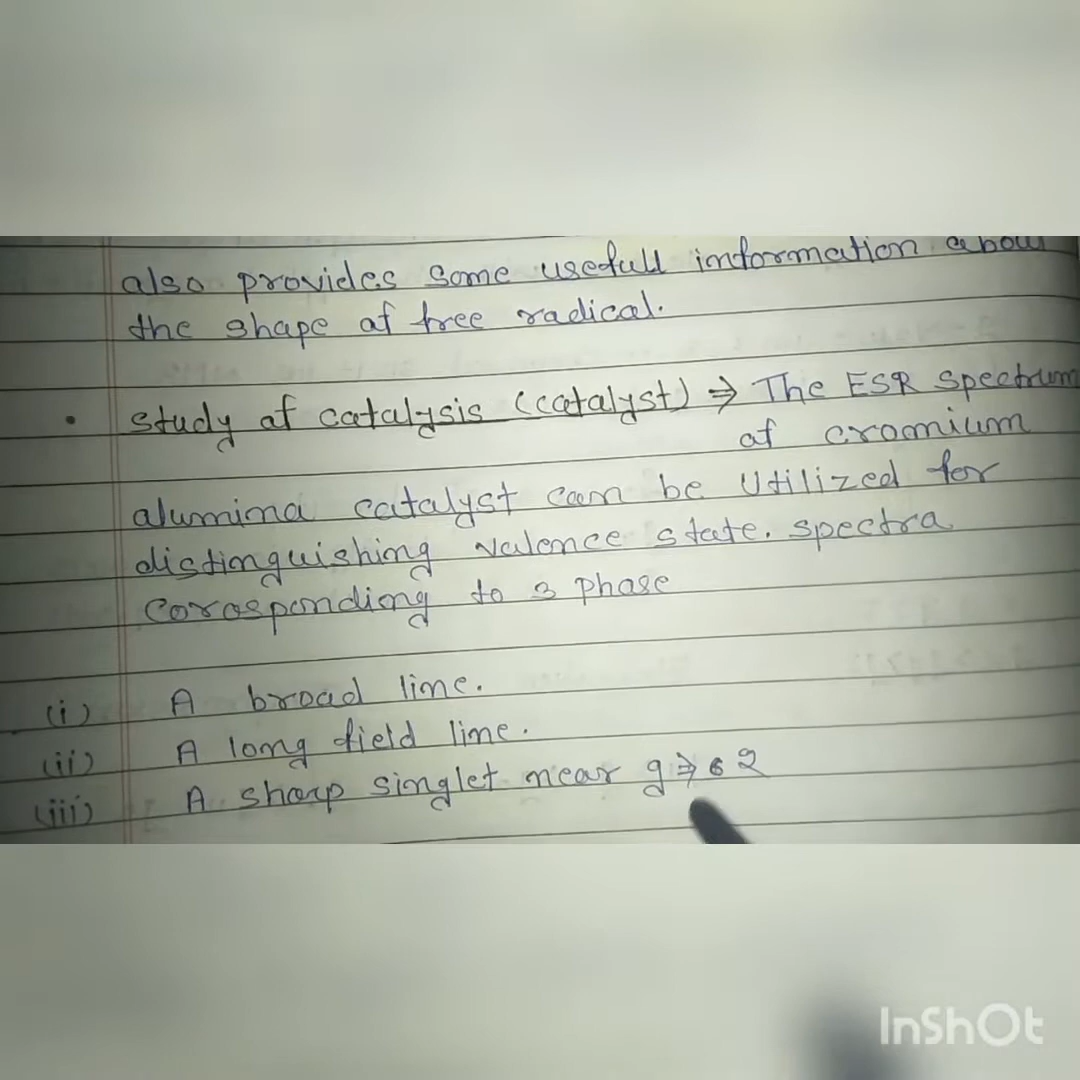 also provides some usefull information abou
the shape of free radical.
• study of catalysis (catalyst) ⇒ The ESR Spectrum
of cromium
alumina catalyst can be Utilized for
distinguishing valence state. spectra
Corosponding to 3 phase
(i) A broad line.
(ii) A long field line.
(iii) A sharp singlet near g ⇒ 2
InShOt